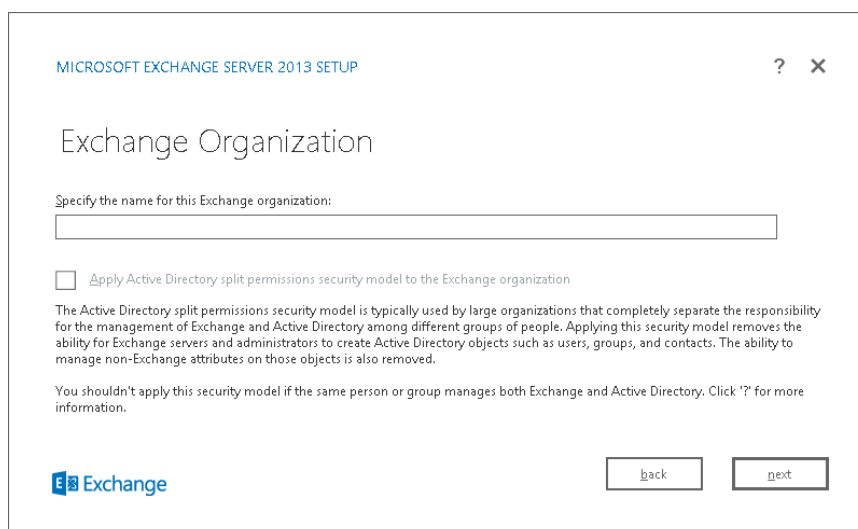 MICROSOFT EXCHANGE SERVER 2013 SETUP
? ×
Exchange Organization
Specify the name for this Exchange organization:
Apply Active Directory split permissions security model to the Exchange organization
The Active Directory split permissions security model is typically used by large organizations that completely separate the responsibility
for the management of Exchange and Active Directory among different groups of people. Applying this security model removes the
ability for Exchange servers and administrators to create Active Directory objects such as users, groups, and contacts. The ability to
manage non-Exchange attributes on those objects is also removed.
You shouldn't apply this security model if the same person or group manages both Exchange and Active Directory. Click '?' for more
information.
E Exchange
back
next